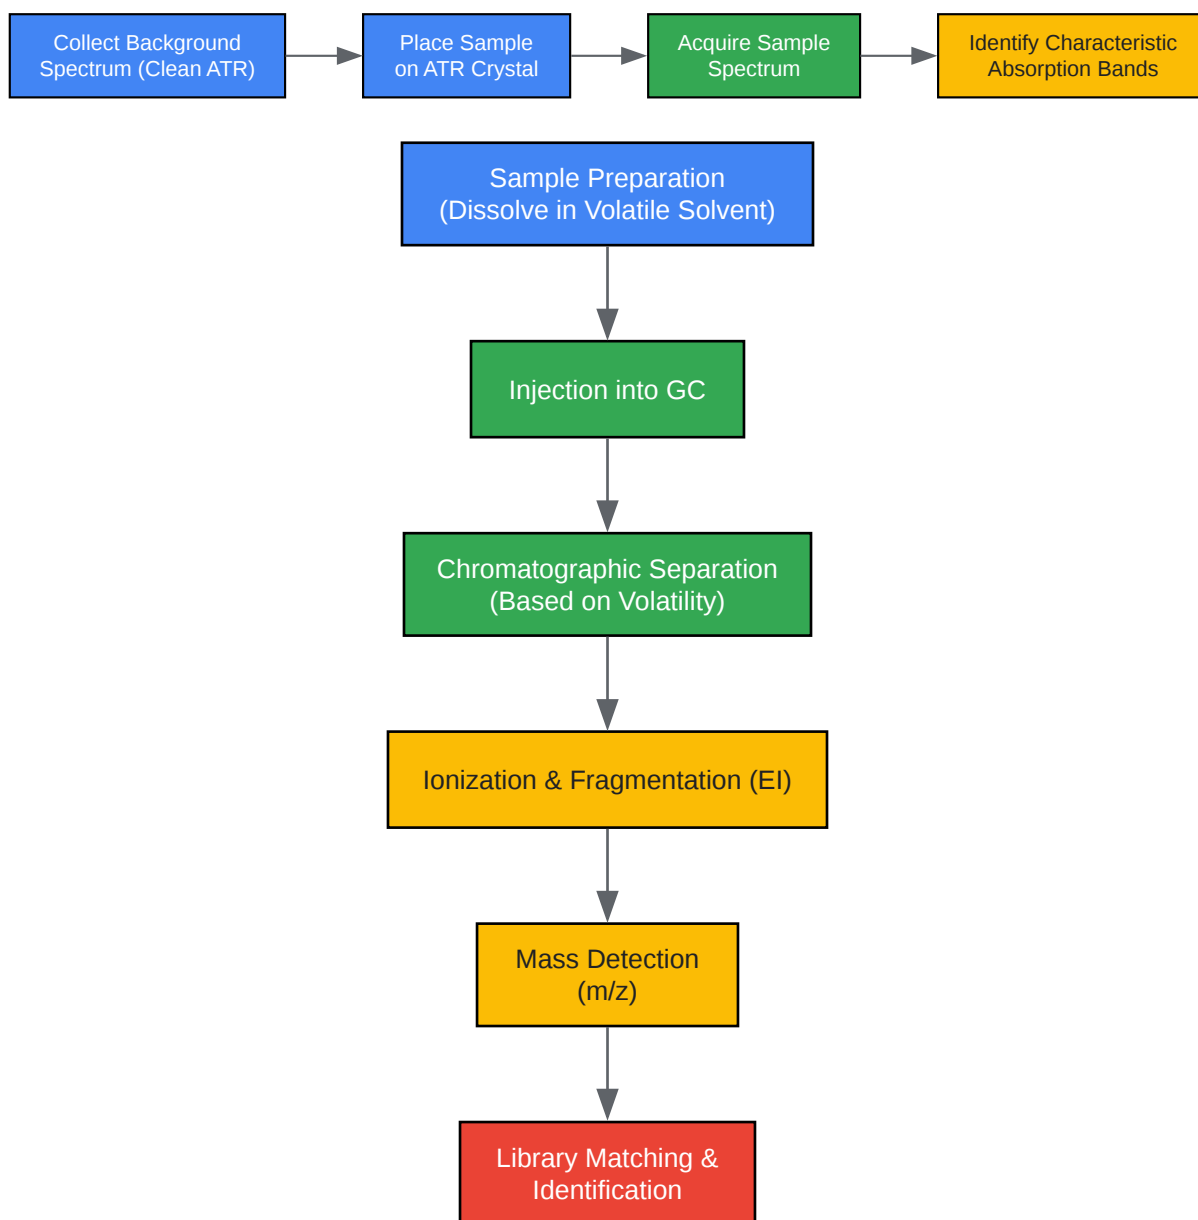 Collect Background
Spectrum (Clean ATR)
Place Sample
on ATR Crystal
Acquire Sample
Spectrum
Identify Characteristic
Absorption Bands
Sample Preparation
(Dissolve in Volatile Solvent)
Injection into GC
Chromatographic Separation
(Based on Volatility)
Ionization & Fragmentation (EI)
Mass Detection
(m/z)
Library Matching &
Identification